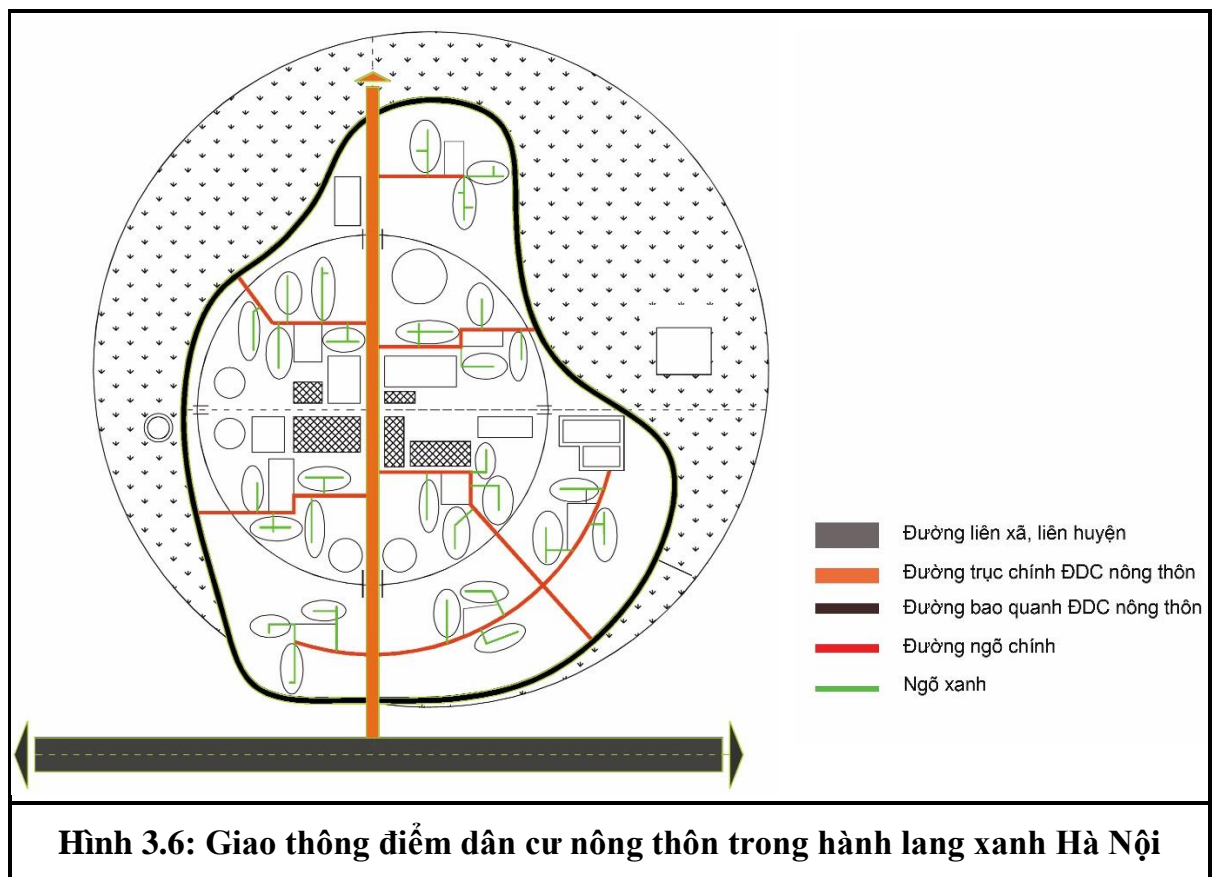 Đường liên xã, liên huyện
Đường trục chính ĐDC nông thôn
Đường bao quanh ĐDC nông thôn
Đường ngõ chính
Ngõ xanh
Hình 3.6: Giao thông điểm dân cư nông thôn trong hành lang xanh Hà Nội